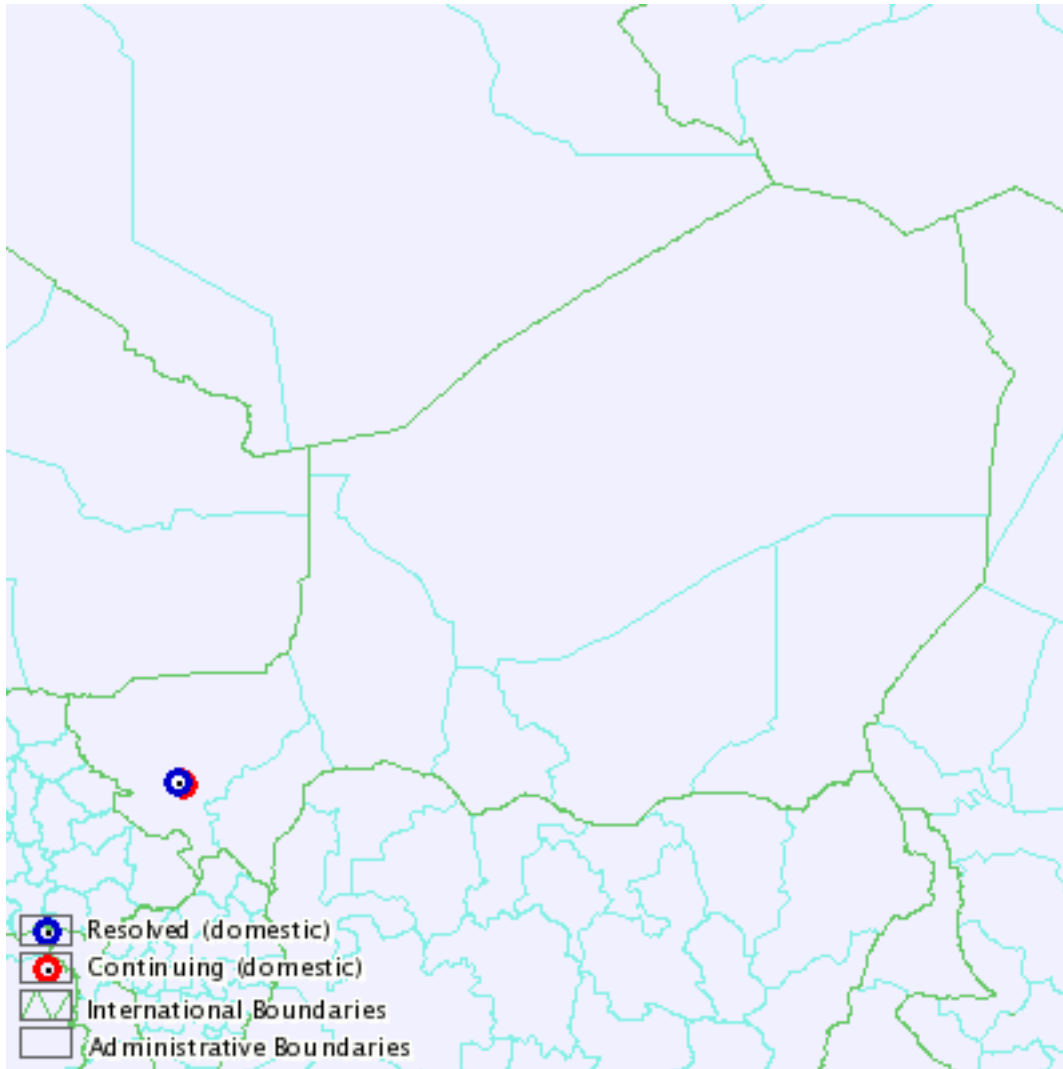 Resolved (domestic)
Continuing (domestic)
International Boundaries
Administrative Boundaries